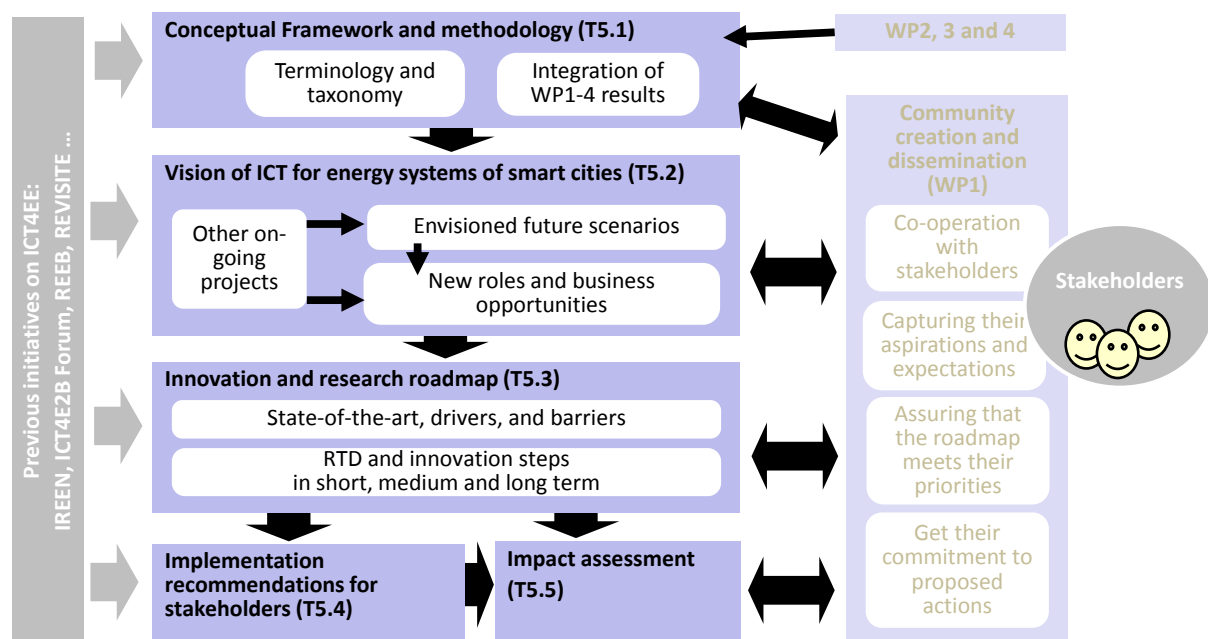 Previous initiatives on ICT4EE:
IREEN, ICT4E2B Forum, REEB, REVISITE ...
Conceptual Framework and methodology (T5.1)
Terminology and
taxonomy
Integration of
WP1-4 results
WP2, 3 and 4
Vision of ICT for energy systems of smart cities (T5.2)
Other on-
going
projects
Envisioned future scenarios
New roles and business
opportunities
Innovation and research roadmap (T5.3)
State-of-the-art, drivers, and barriers
RTD and innovation steps
in short, medium and long term
Implementation
recommendations for
stakeholders (T5.4)
Impact assessment
(T5.5)
Community
creation and
dissemination
(WP1)
Co-operation
with
stakeholders
Capturing their
aspirations and
expectations
Assuring that
the roadmap
meets their
priorities
Get their
commitment to
proposed
actions
Stakeholders